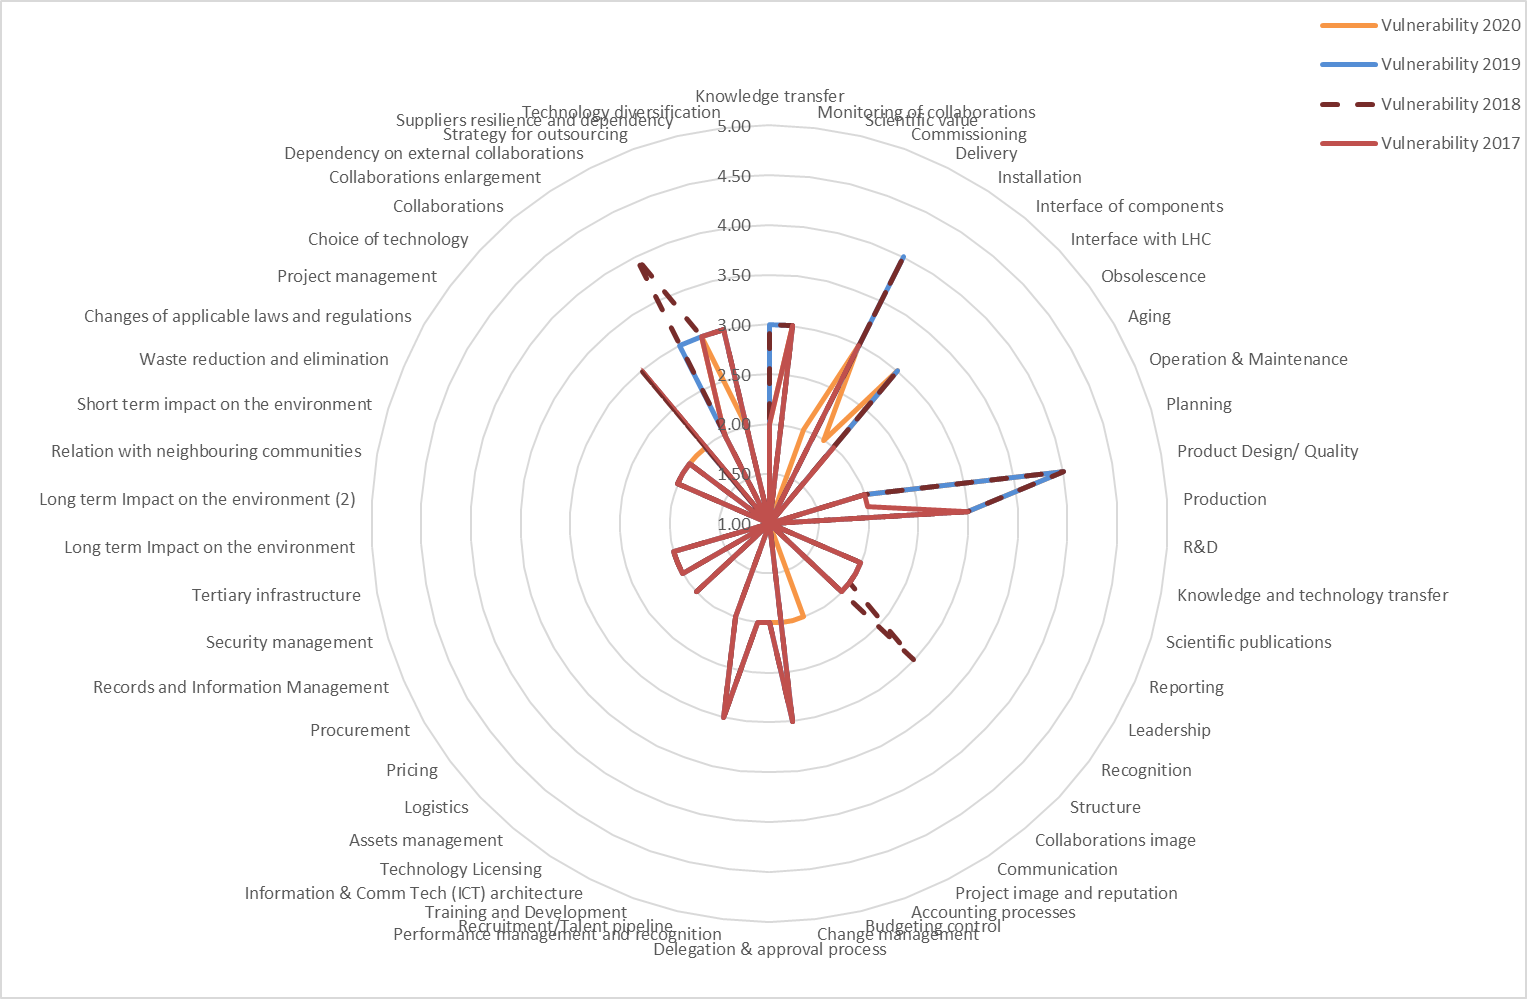 Vulnerability 2020
Vulnerability 2019
Vulnerability 2018
Vulnerability 2017
Knowledge transfer
Monitoring of collaborations
Scientific value
Commissioning
Delivery
Installation
Interface of components
Interface with LHC
Obsolescence
Aging
Operation & Maintenance
Planning
Product Design/ Quality
Production
R&D
Knowledge and technology transfer
Scientific publications
Reporting
Leadership
Recognition
Structure
Collaborations image
Communication
Project image and reputation
Accounting processes
Budgeting control
Change management
Delegation & approval process
Performance management and recognition
Recruitment/Talent pipeline
Training and Development
Information & Comm Tech (ICT) architecture
Technology Licensing
Assets management
Logistics
Pricing
Procurement
Records and Information Management
Security management
Tertiary infrastructure
Long term Impact on the environment
Long term Impact on the environment (2)
Relation with neighbouring communities
Short term impact on the environment
Waste reduction and elimination
Changes of applicable laws and regulations
Project management
Choice of technology
Collaborations
Collaborations enlargement
Dependency on external collaborations
Strategy for outsourcing
Suppliers resilience and dependency
Technology diversification
5.00
4.50
4.00
3.50
3.00
2.50
2.00
1.50
1.00